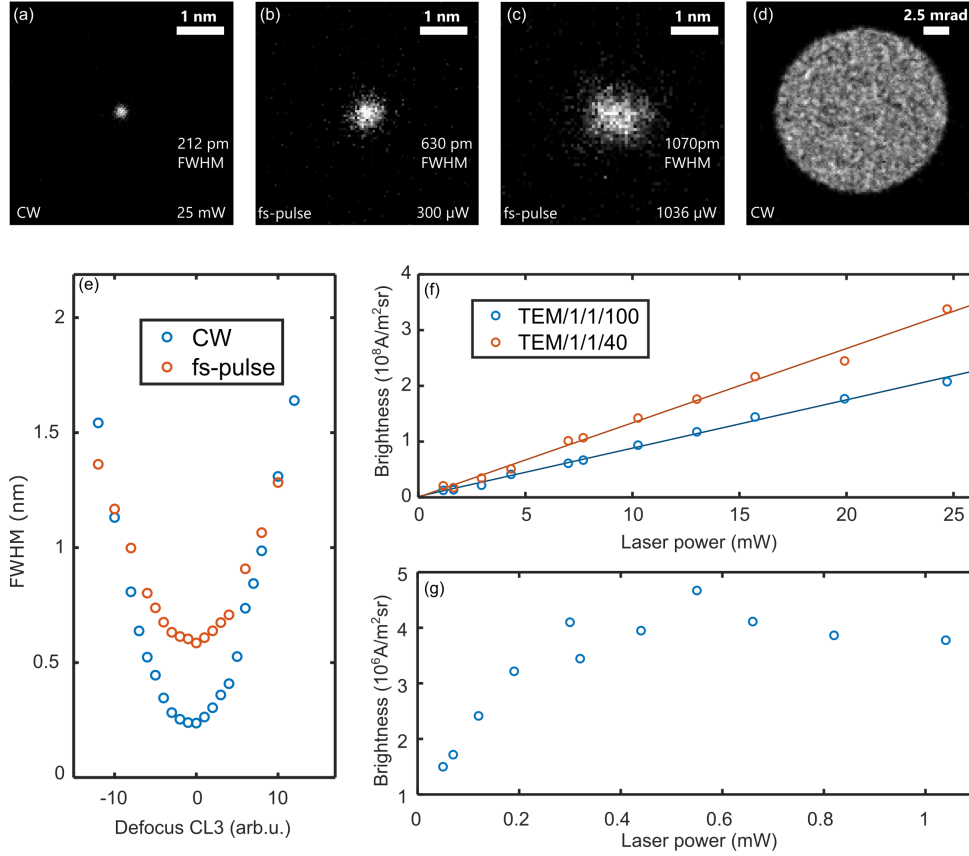 (a)
1 nm
212 pm
FWHM
CW
25 mW
(b)
1 nm
630 pm
FWHM
fs-pulse
300 µW
(c)
1 nm
1070pm
FWHM
fs-pulse
1036 µW
(d)
2.5 mrad
CW
(e)
CW
fs-pulse
2
1.5
1
0.5
0
FWHM (nm)
-10
0
10
Defocus CL3 (arb.u.)
(f)
TEM/1/1/100
TEM/1/1/40
4
3
2
1
0
Brightness (10⁸A/m²sr)
0
5
10
15
20
25
Laser power (mW)
(g)
5
4
3
2
1
Brightness (10⁶A/m²sr)
0
0.2
0.4
0.6
0.8
1
Laser power (mW)